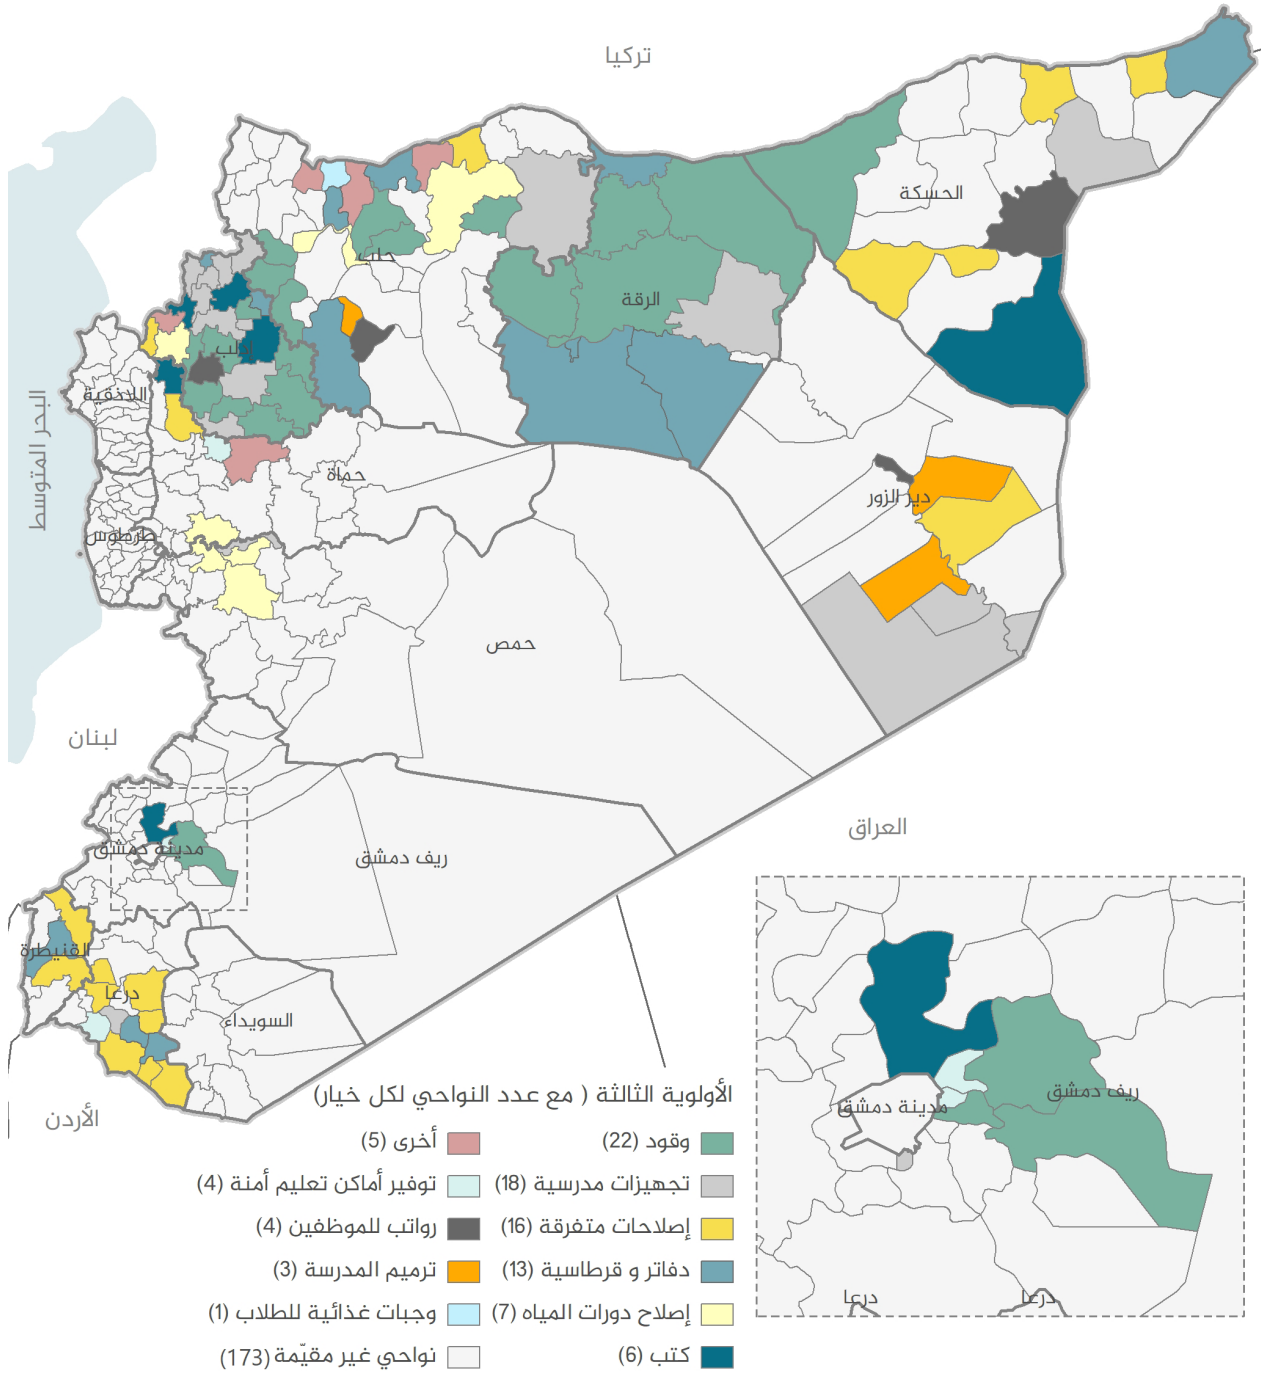 تركيا
الحسكة
حلب
الرقة
إدلب
اللاذقية
البحر المتوسط
حماة
دير الزور
طرطوس
حمص
لبنان
العراق
مدينة دمشق
ريف دمشق
القنيطرة
درعا
السويداء
الأردن
ريف دمشق
مدينة دمشق
درعا
درعا
الأولوية الثالثة ( مع عدد النواحي لكل خيار)
وقود (22)
تجهيزات مدرسية (18)
إصلاحات متفرقة (16)
دفاتر و قرطاسية (13)
إصلاح دورات المياه (7)
كتب (6)
أخرى (5)
توفير أماكن تعليم أمنة (4)
رواتب للموظفين (4)
ترميم المدرسة (3)
وجبات غذائية للطلاب (1)
نواحي غير مقيّمة (173)